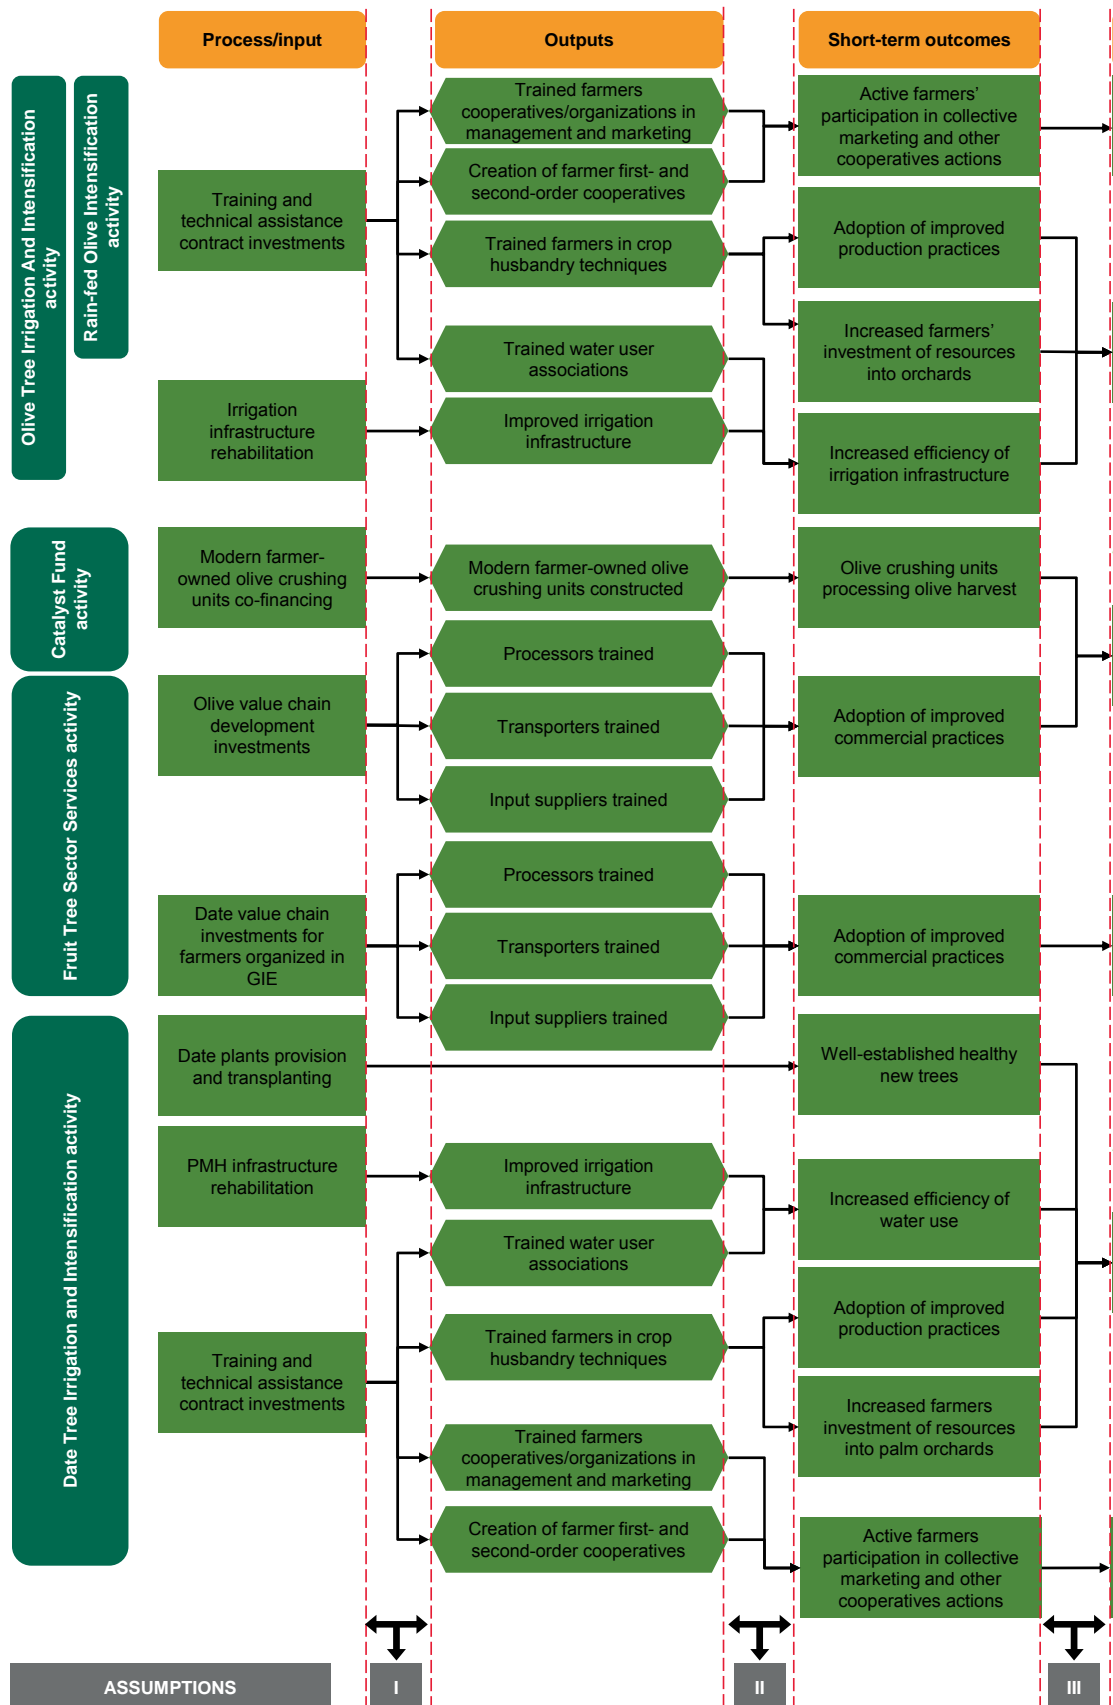 Process/input
Outputs
Short-term outcomes
Olive Tree Irrigation And Intensification
activity
Rain-fed Olive Intensification
activity
Training and
technical assistance
contract investments
Irrigation
infrastructure
rehabilitation
Trained farmers
cooperatives/organizations in
management and marketing
Creation of farmer first- and
second-order cooperatives
Trained farmers in crop
husbandry techniques
Trained water user
associations
Improved irrigation
infrastructure
Active farmers’
participation in collective
marketing and other
cooperatives actions
Adoption of improved
production practices
Increased farmers’
investment of resources
into orchards
Increased efficiency of
irrigation infrastructure
Catalyst Fund
activity
Modern farmer-
owned olive crushing
units co-financing
Modern farmer-owned olive
crushing units constructed
Olive crushing units
processing olive harvest
Fruit Tree Sector Services activity
Olive value chain
development
investments
Processors trained
Transporters trained
Input suppliers trained
Adoption of improved
commercial practices
Date value chain
investments for
farmers organized in
GIE
Processors trained
Transporters trained
Input suppliers trained
Adoption of improved
commercial practices
Date Tree Irrigation and Intensification activity
Date plants provision
and transplanting
Well-established healthy
new trees
PMH infrastructure
rehabilitation
Improved irrigation
infrastructure
Trained water user
associations
Increased efficiency of
water use
Training and
technical assistance
contract investments
Trained farmers in crop
husbandry techniques
Trained farmers
cooperatives/organizations in
management and marketing
Creation of farmer first- and
second-order cooperatives
Adoption of improved
production practices
Increased farmers
investment of resources
into palm orchards
Active farmers
participation in collective
marketing and other
cooperatives actions
ASSUMPTIONS
I
II
III